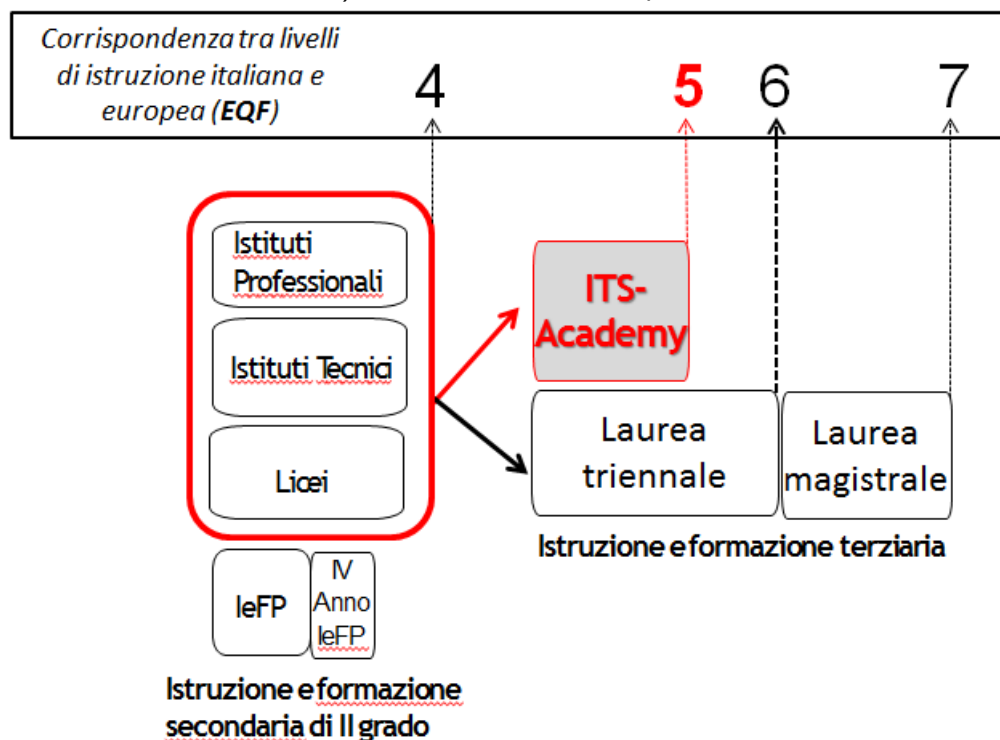 Corrispondenza tra livelli
di istruzione italiana e
europea (EQF)
4
5
6
7
Istituti
Professionali
Istituti Tecnici
Licei
ITS-
Academy
Laurea
triennale
Laurea
magistrale
Istruzione e formazione terziaria
IeFP
IV
Anno
IeFP
Istruzione e formazione
secondaria di II grado